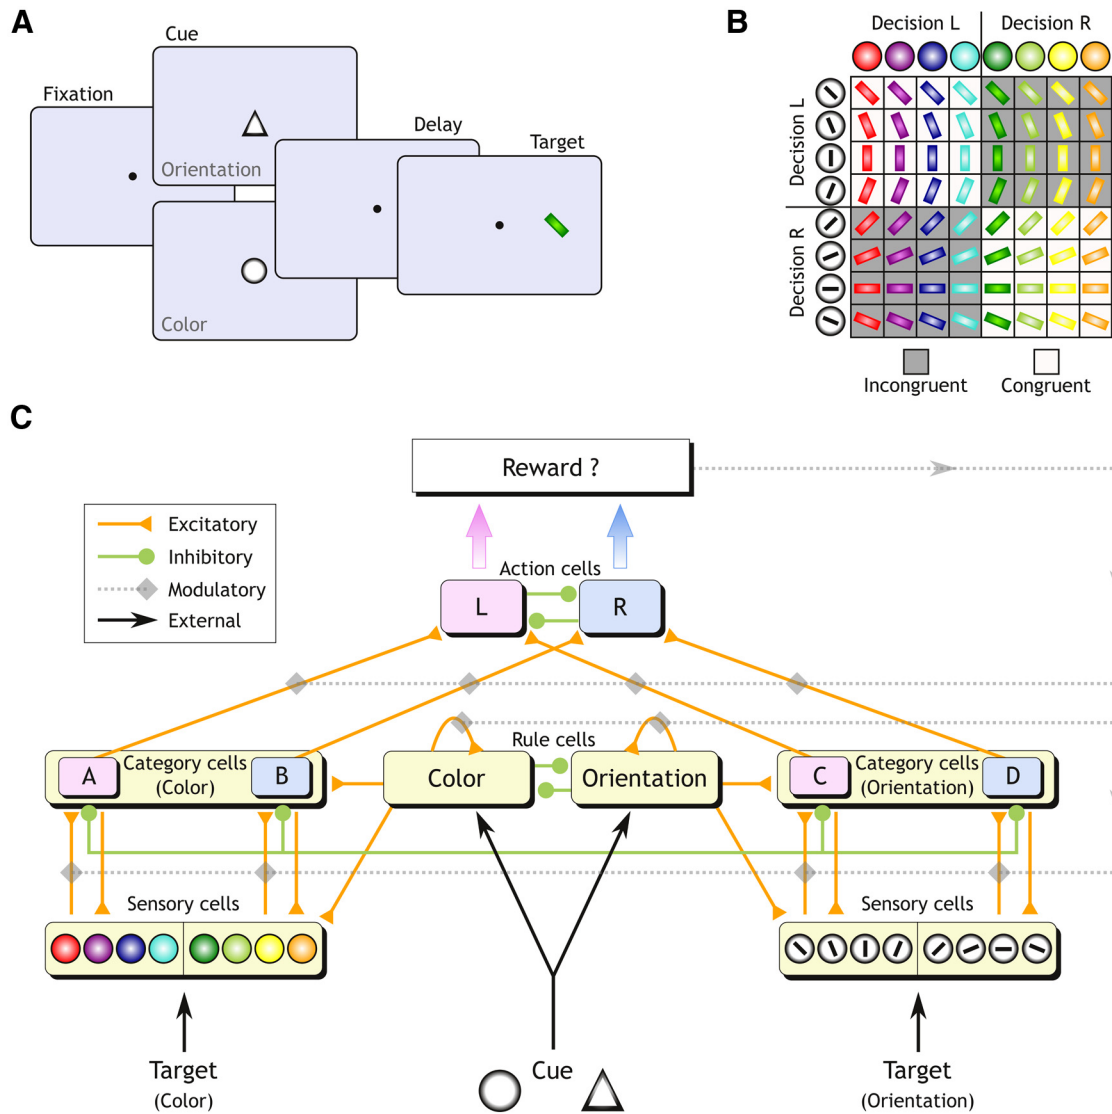 A
Cue
Fixation
Orientation
Delay
Target
Color
B
Decision L
Decision R
Decision L
Decision R
Incongruent
Congruent
C
Reward ?
Excitatory
Inhibitory
Modulatory
External
Action cells
L
R
Rule cells
A
Category cells
(Color)
B
Color
Orientation
C
Category cells
(Orientation)
D
Sensory cells
Sensory cells
Target
(Color)
Cue
Target
(Orientation)